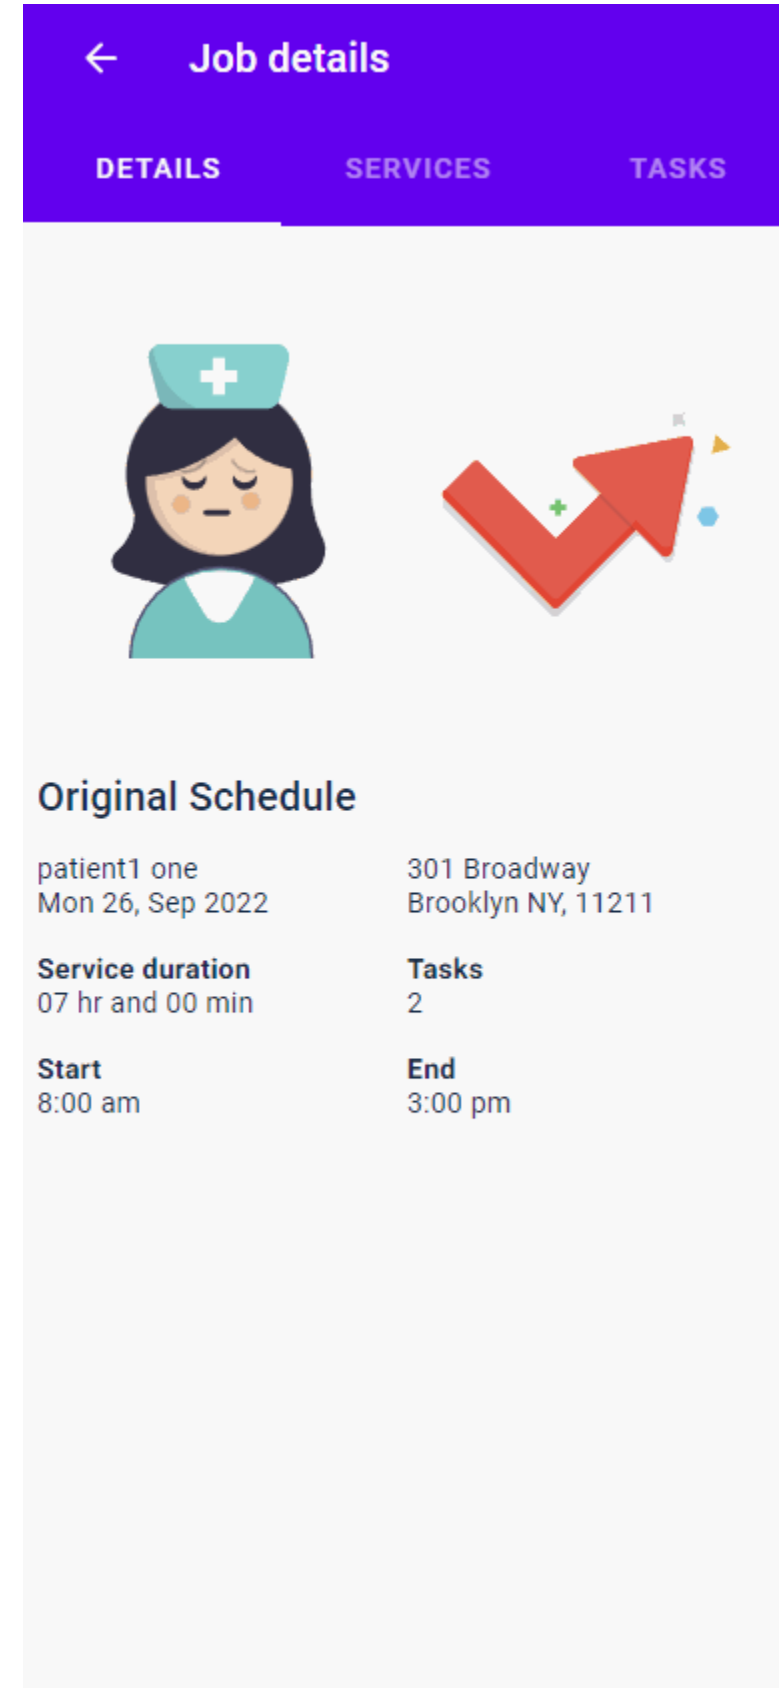 Job details
DETAILS
SERVICES
TASKS
Original Schedule
patient1 one
Mon 26, Sep 2022
301 Broadway
Brooklyn NY, 11211
Service duration
07 hr and 00 min
Tasks
2
Start
8:00 am
End
3:00 pm